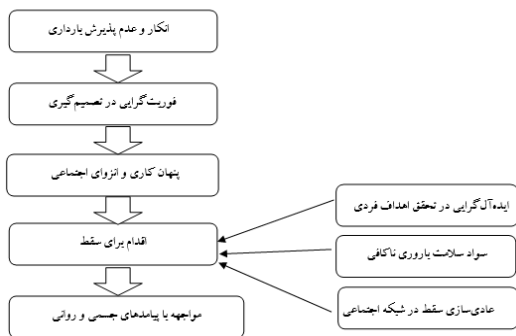 انکار و عدم پذیرش بارداری
فوریت‌گرایی در تصمیم‌گیری
پنهان کاری و انزوای اجتماعی
اقدام برای سقط
مواجهه با پیامدهای جسمی و روانی
ایده‌آل‌گرایی در تحقق اهداف فردی
سواد سلامت باروری ناکافی
عادی‌سازی سقط در شبکه اجتماعی